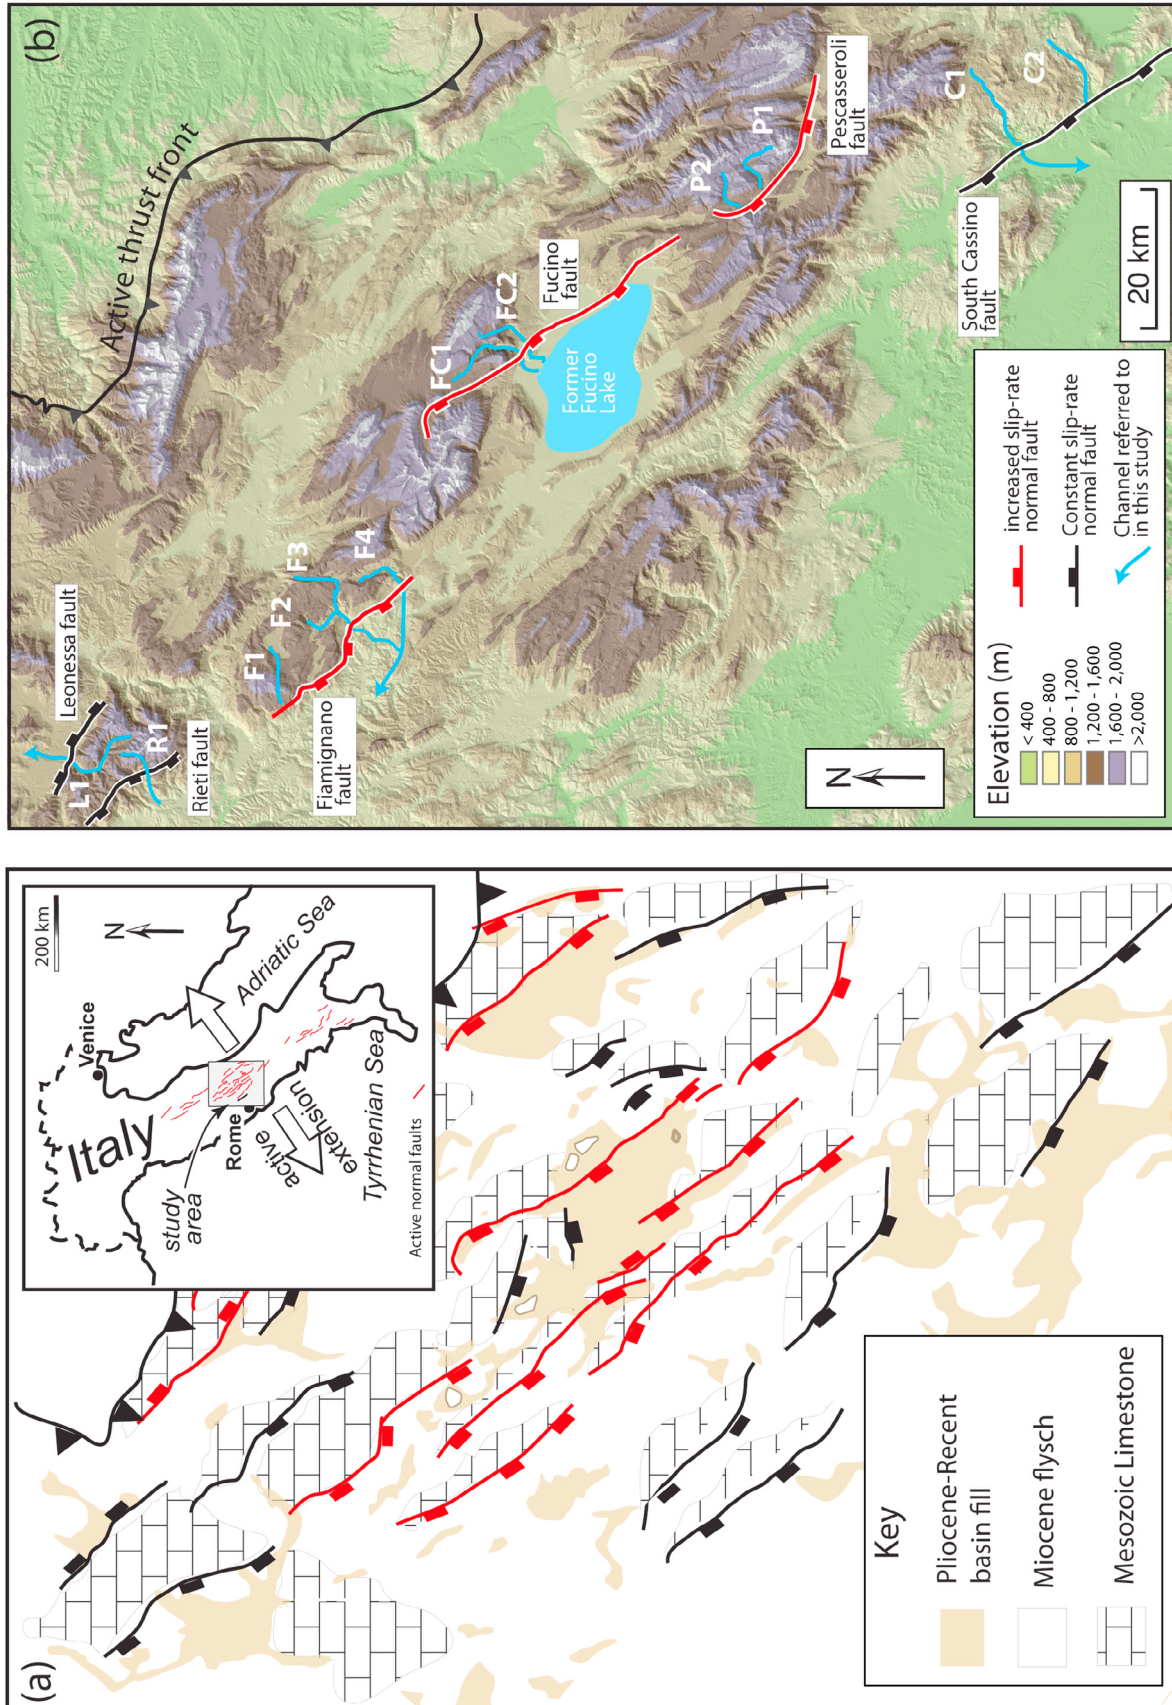 (a)
Italy
Venice
Rome
study
area
active
extension
Adriatic Sea
Tyrrhenian Sea
200 km
N
Active normal faults
Key
Pliocene-Recent
basin fill
Miocene flysch
Mesozoic Limestone
(b)
Active thrust front
Leonessa fault
L1
R1
Rieti fault
F1
F2
F3
F4
Fiamignano
fault
FC1
FC2
Fucino
fault
Former
Fucino
Lake
P2
P1
Pescasseroli
fault
C1
C2
South Cassino
fault
N
Elevation (m)
< 400
400 - 800
800 - 1,200
1,200 - 1,600
1,600 - 2,000
>2,000
increased slip-rate
normal fault
Constant slip-rate
normal fault
Channel referred to
in this study
20 km